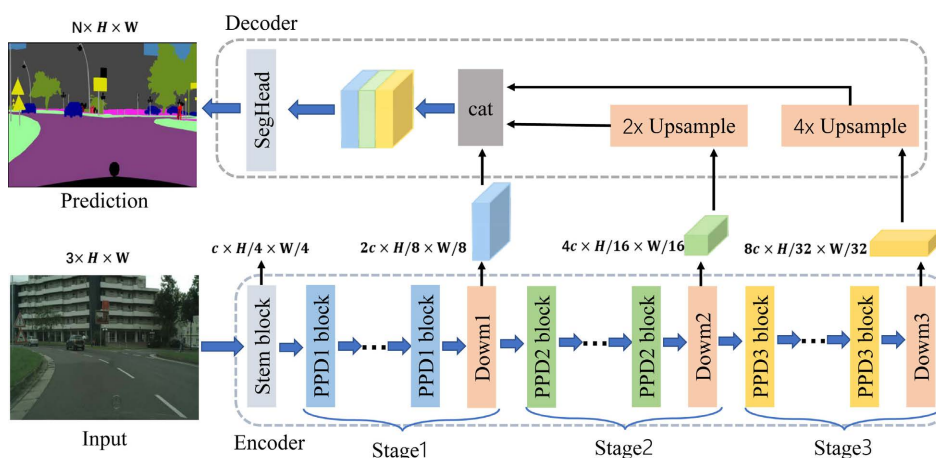 N× H × W
Decoder
SegHead
cat
2x Upsample
4x Upsample
Prediction
3× H × W
c × H/4 × W/4
2c × H/8 × W/8
4c × H/16 × W/16
8c × H/32 × W/32
Stem block
PPD1 block
...
PPD1 block
Dowm1
PPD2 block
...
PPD2 block
Dowm2
PPD3 block
...
PPD3 block
Dowm3
Input
Encoder
Stage1
Stage2
Stage3